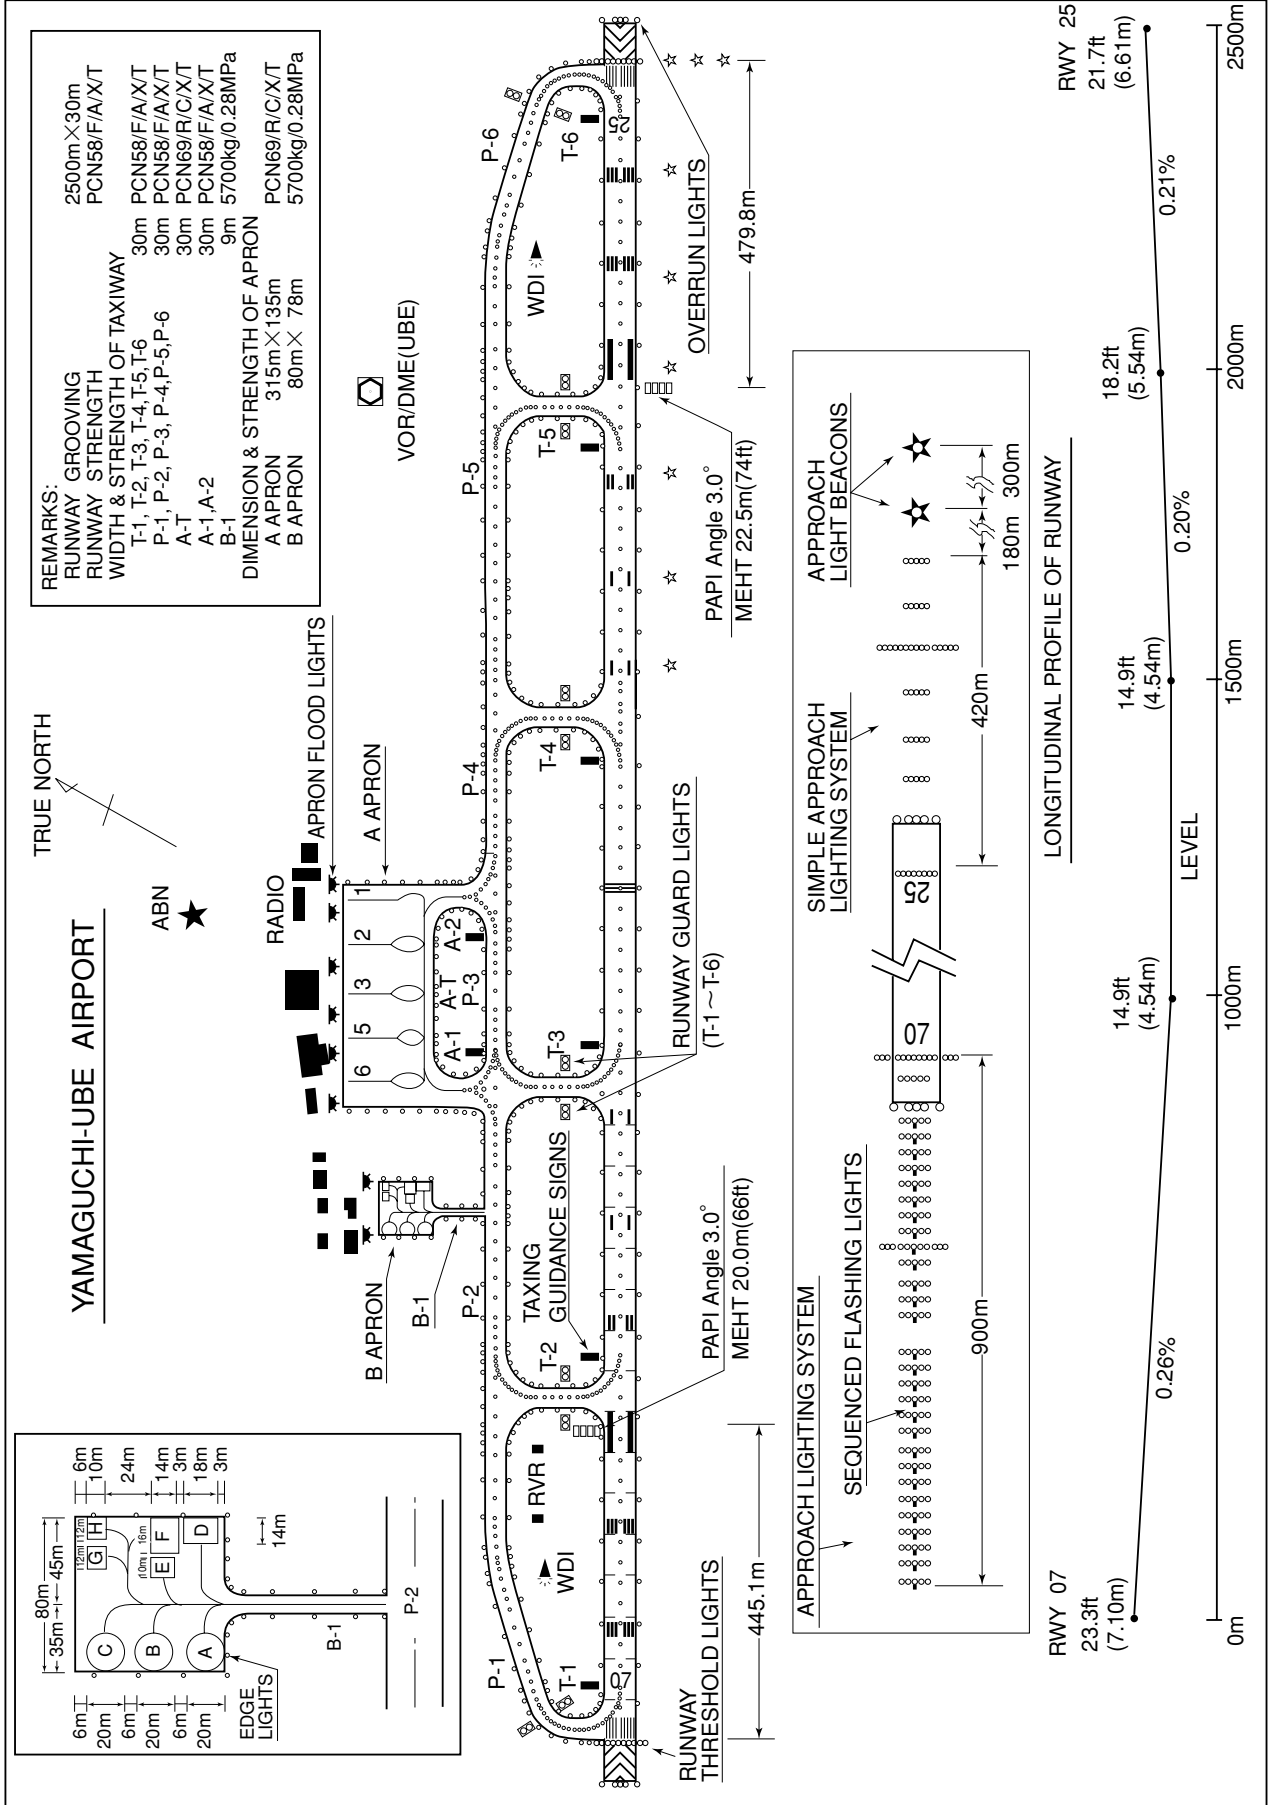 YAMAGUCHI-UBE AIRPORT
TRUE NORTH
ABN
REMARKS:
RUNWAY GROOVING 2500m×30m
RUNWAY STRENGTH PCN58/F/A/X/T
WIDTH & STRENGTH OF TAXIWAY
T-1, T-2, T-3, T-4,T-5,T-6 30m PCN58/F/A/X/T
P-1, P-2, P-3, P-4,P-5,P-6 30m PCN58/F/A/X/T
A-T 30m PCN69/R/C/X/T
A-1,A-2 30m PCN58/F/A/X/T
B-1 9m 5700kg/0.28MPa
DIMENSION & STRENGTH OF APRON
A APRON 315m×135m PCN69/R/C/X/T
B APRON 80m× 78m 5700kg/0.28MPa
80m
35m 45m
12m 12m
10m 16m
6m
10m
24m
14m
3m
18m
3m
14m
6m
20m
6m
20m
6m
20m
G H
C
E F
B
D
A
EDGE
LIGHTS
B-1
P-2
RADIO
APRON FLOOD LIGHTS
A APRON
6 5 3 2 1
A-1 A-T A-2
P-3
B APRON
B-1
VOR/DME(UBE)
P-1
P-2
P-4
P-5
P-6
WDI
RVR
TAXING
GUIDANCE SIGNS
WDI
T-1
T-2
T-3
T-4
T-5
T-6
07
25
RUNWAY
THRESHOLD LIGHTS
445.1m
PAPI Angle 3.0°
MEHT 20.0m(66ft)
RUNWAY GUARD LIGHTS
(T-1～T-6)
PAPI Angle 3.0°
MEHT 22.5m(74ft)
OVERRUN LIGHTS
479.8m
APPROACH LIGHTING SYSTEM
SEQUENCED FLASHING LIGHTS
900m
07
25
SIMPLE APPROACH
LIGHTING SYSTEM
420m
APPROACH
LIGHT BEACONS
180m 300m
LONGITUDINAL PROFILE OF RUNWAY
RWY 07
23.3ft
(7.10m)
0.26%
14.9ft
(4.54m)
LEVEL
14.9ft
(4.54m)
0.20%
18.2ft
(5.54m)
0.21%
RWY 25
21.7ft
(6.61m)
0m 1000m 1500m 2000m 2500m